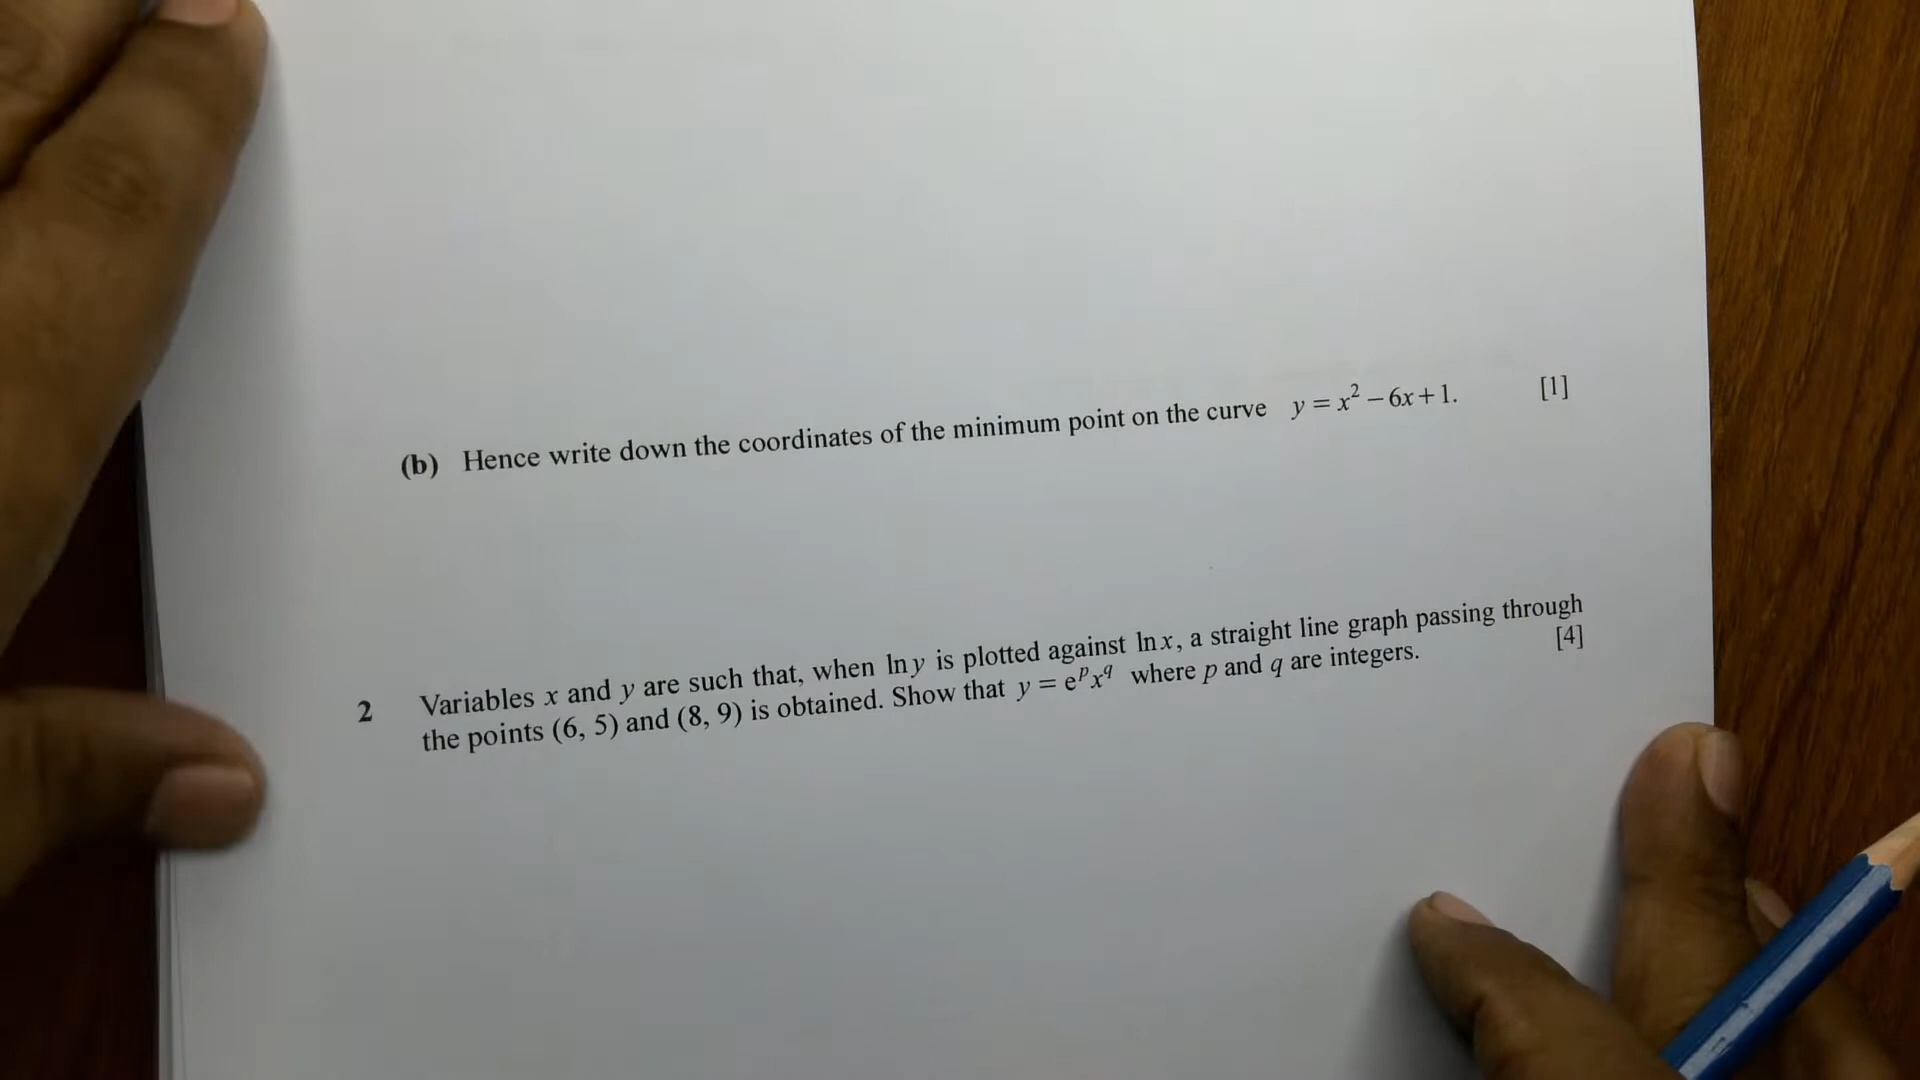 (b) Hence write down the coordinates of the minimum point on the curve y = x² − 6x + 1. [1]
2 Variables x and y are such that, when ln y is plotted against ln x, a straight line graph passing through
the points (6, 5) and (8, 9) is obtained. Show that y = eᵖx^q where p and q are integers. [4]